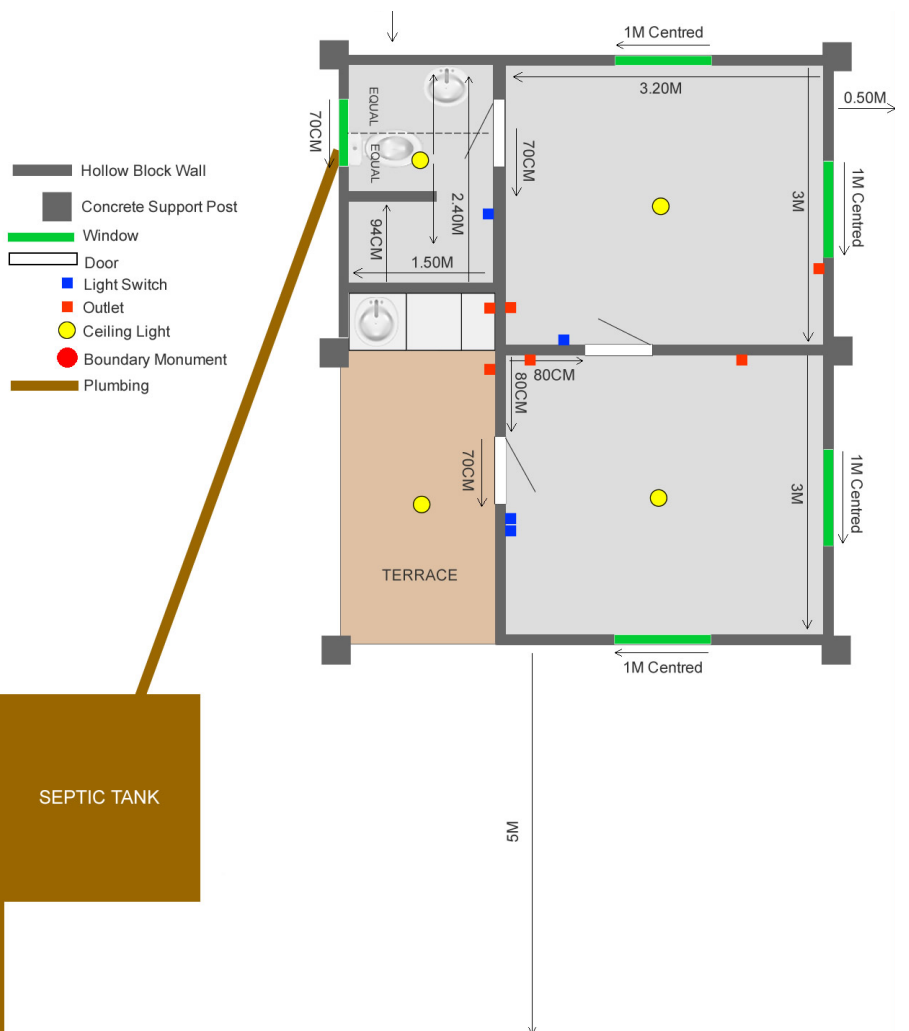 1M Centred
3.20M
0.50M
70CM
EQUAL
EQUAL
70CM
1M Centred
3M
2.40M
94CM
1.50M
Hollow Block Wall
Concrete Support Post
Window
Door
Light Switch
Outlet
Ceiling Light
Boundary Monument
Plumbing
80CM
80CM
70CM
1M Centred
3M
TERRACE
1M Centred
SEPTIC TANK
5M